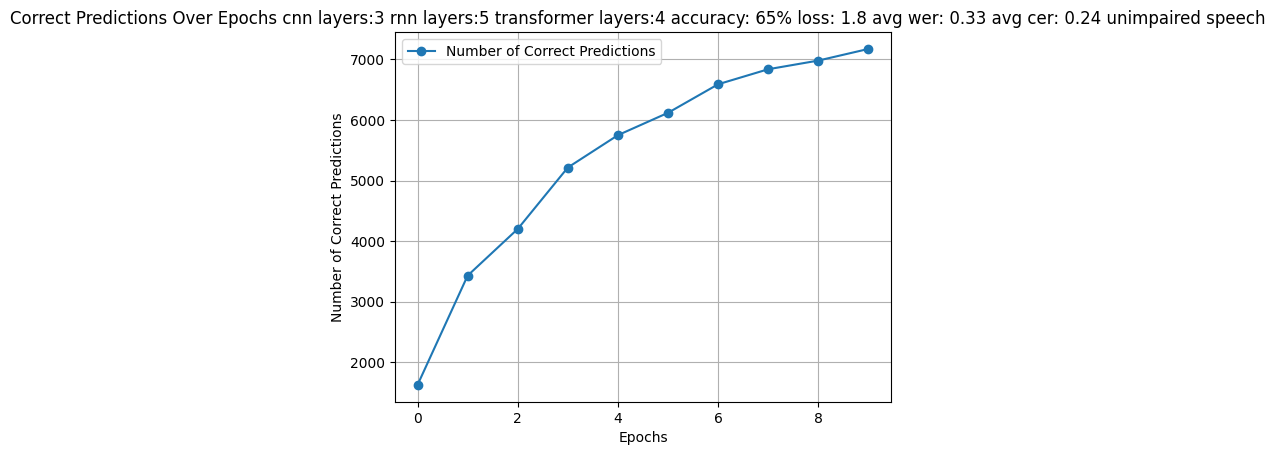 Correct Predictions Over Epochs cnn layers:3 rnn layers:5 transformer layers:4 accuracy: 65% loss: 1.8 avg wer: 0.33 avg cer: 0.24 unimpaired speech
Number of Correct Predictions
7000
6000
5000
4000
3000
2000
Number of Correct Predictions
0 2 4 6 8
Epochs